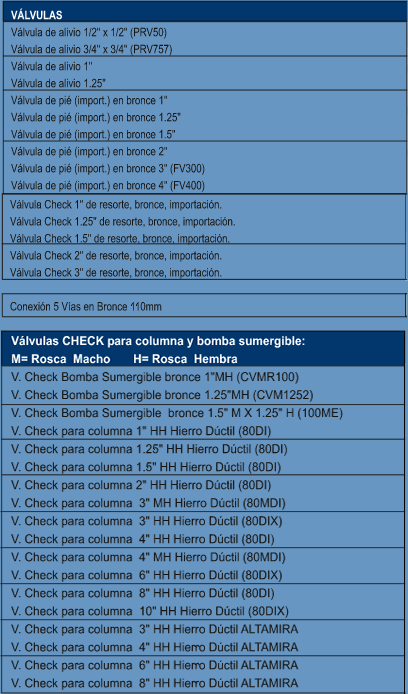 VÁLVULAS
Válvula de alivio 1/2" x 1/2" (PRV50)
Válvula de alivio 3/4" x 3/4" (PRV757)
Válvula de alivio 1"
Válvula de alivio 1.25"
Válvula de pié (import.) en bronce 1"
Válvula de pié (import.) en bronce 1.25"
Válvula de pié (import.) en bronce 1.5"
Válvula de pié (import.) en bronce 2"
Válvula de pié (import.) en bronce 3" (FV300)
Válvula de pié (import.) en bronce 4" (FV400)
Válvula Check 1" de resorte, bronce, importación.
Válvula Check 1.25" de resorte, bronce, importación.
Válvula Check 1.5" de resorte, bronce, importación.
Válvula Check 2" de resorte, bronce, importación.
Válvula Check 3" de resorte, bronce, importación.
Conexión 5 Vías en Bronce 110mm
Válvulas CHECK para columna y bomba sumergible:
M= Rosca Macho H= Rosca Hembra
V. Check Bomba Sumergible bronce 1"MH (CVMR100)
V. Check Bomba Sumergible bronce 1.25"MH (CVM1252)
V. Check Bomba Sumergible bronce 1.5" M X 1.25" H (100ME)
V. Check para columna 1" HH Hierro Dúctil (80DI)
V. Check para columna 1.25" HH Hierro Dúctil (80DI)
V. Check para columna 1.5" HH Hierro Dúctil (80DI)
V. Check para columna 2" HH Hierro Dúctil (80DI)
V. Check para columna 3" MH Hierro Dúctil (80MDI)
V. Check para columna 3" HH Hierro Dúctil (80DIX)
V. Check para columna 4" HH Hierro Dúctil (80DI)
V. Check para columna 4" MH Hierro Dúctil (80MDI)
V. Check para columna 6" HH Hierro Dúctil (80DIX)
V. Check para columna 8" HH Hierro Dúctil (80DI)
V. Check para columna 10" HH Hierro Dúctil (80DIX)
V. Check para columna 3" HH Hierro Dúctil ALTAMIRA
V. Check para columna 4" HH Hierro Dúctil ALTAMIRA
V. Check para columna 6" HH Hierro Dúctil ALTAMIRA
V. Check para columna 8" HH Hierro Dúctil ALTAMIRA